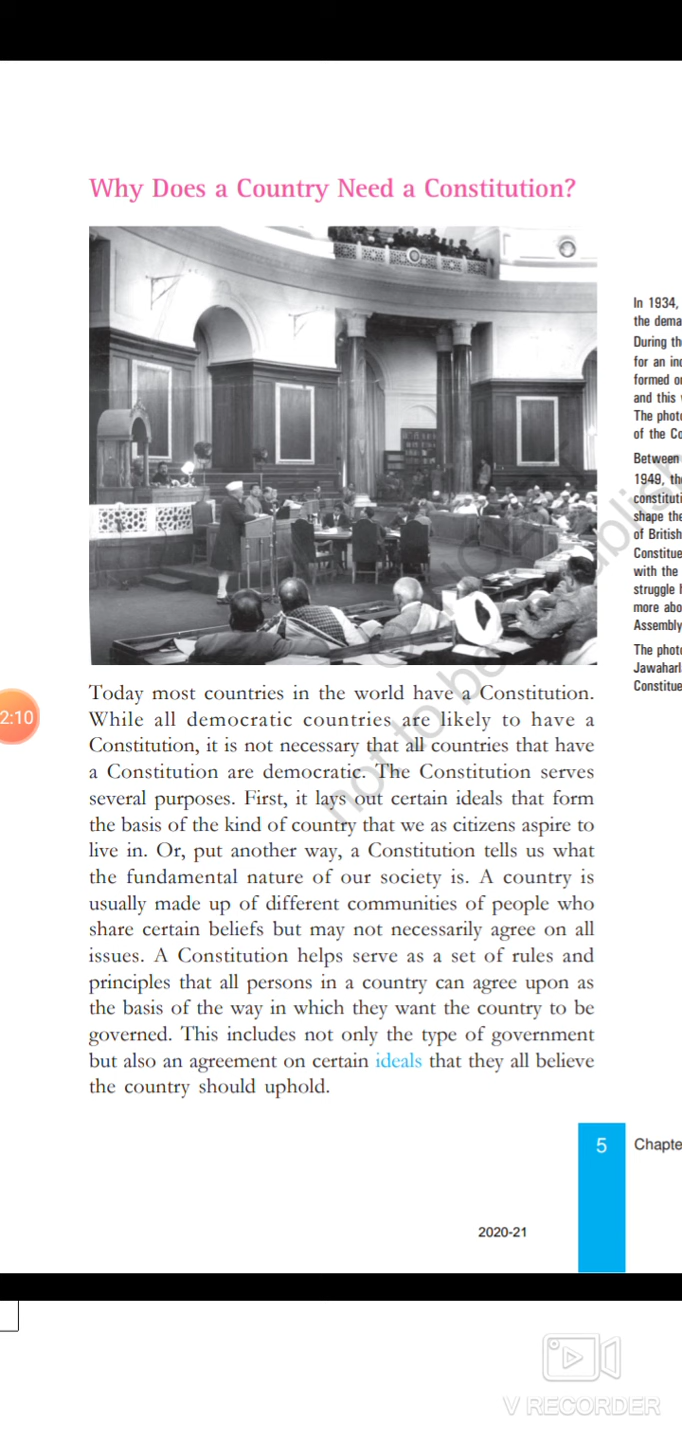 Why Does a Country Need a Constitution?
In 1934,
the dema
During th
for an ind
formed o
and this
The phot
of the Co
Between
1949, the
constituti
shape the
of British
Constitue
with the
struggle h
more abo
Assembly
The phot
Jawaharl
Constitue
Today most countries in the world have a Constitution.
While all democratic countries are likely to have a
Constitution, it is not necessary that all countries that have
a Constitution are democratic. The Constitution serves
several purposes. First, it lays out certain ideals that form
the basis of the kind of country that we as citizens aspire to
live in. Or, put another way, a Constitution tells us what
the fundamental nature of our society is. A country is
usually made up of different communities of people who
share certain beliefs but may not necessarily agree on all
issues. A Constitution helps serve as a set of rules and
principles that all persons in a country can agree upon as
the basis of the way in which they want the country to be
governed. This includes not only the type of government
but also an agreement on certain ideals that they all believe
the country should uphold.
2:10
not to be
publish
5 Chapte
2020-21
V RECORDER